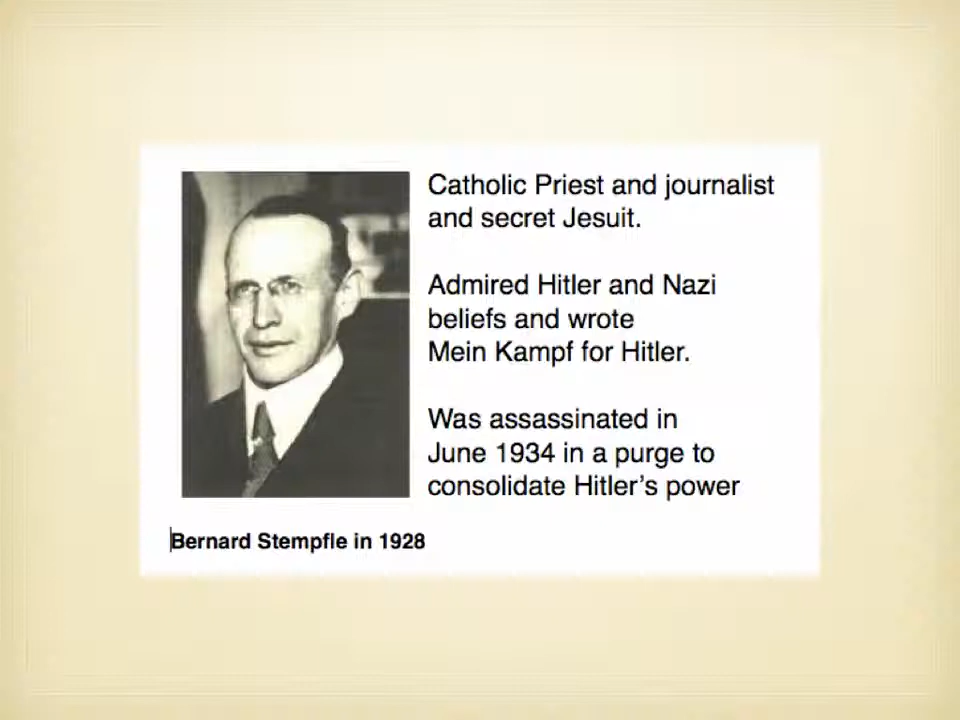 Catholic Priest and journalist
and secret Jesuit.
Admired Hitler and Nazi
beliefs and wrote
Mein Kampf for Hitler.
Was assassinated in
June 1934 in a purge to
consolidate Hitler's power
Bernard Stempfle in 1928